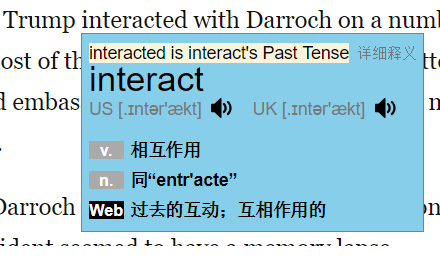 Trump interacted with Darroch on a num
ost of th
interacted is interact's Past Tense 详细释义
interact
US [.ɪntər'ækt] UK [.ɪntər'ækt]
d embas
v. 相互作用
n. 同“entr'acte”
Web 过去的互动；互相作用的
Darroch
ident seemed to have a memory lapse